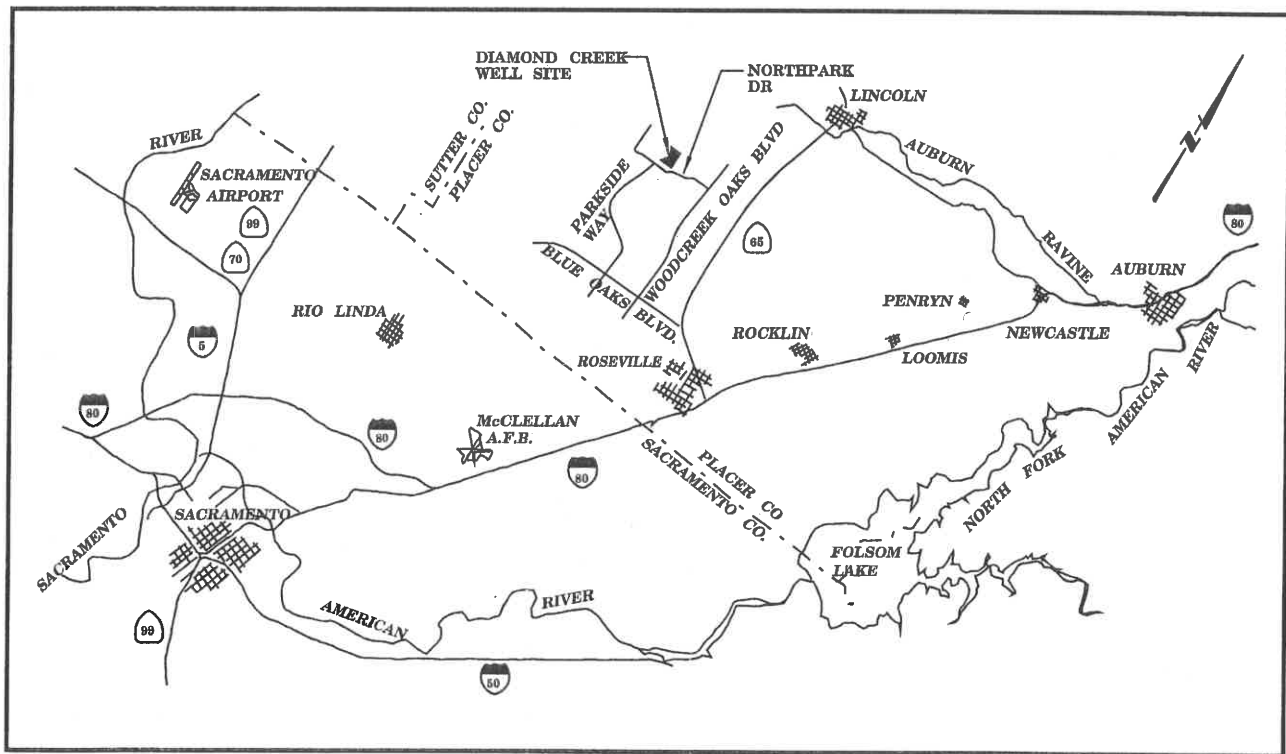 DIAMOND CREEK
WELL SITE
NORTHPARK
DR
LINCOLN
RIVER
SUTTER CO.
PLACER CO.
SACRAMENTO
AIRPORT
99
70
PARKSIDE
WAY
WOODCREEK OAKS BLVD
BLUE OAKS
BLVD.
65
AUBURN
RAVINE
N
80
AUBURN
RIO LINDA
5
PENRYN
NEWCASTLE
ROCKLIN
LOOMIS
ROSEVILLE
80
80
McCLELLAN
A.F.B.
80
PLACER CO
SACRAMENTO CO.
NORTH FORK
AMERICAN RIVER
SACRAMENTO
SACRAMENTO
FOLSOM
LAKE
AMERICAN
RIVER
99
50